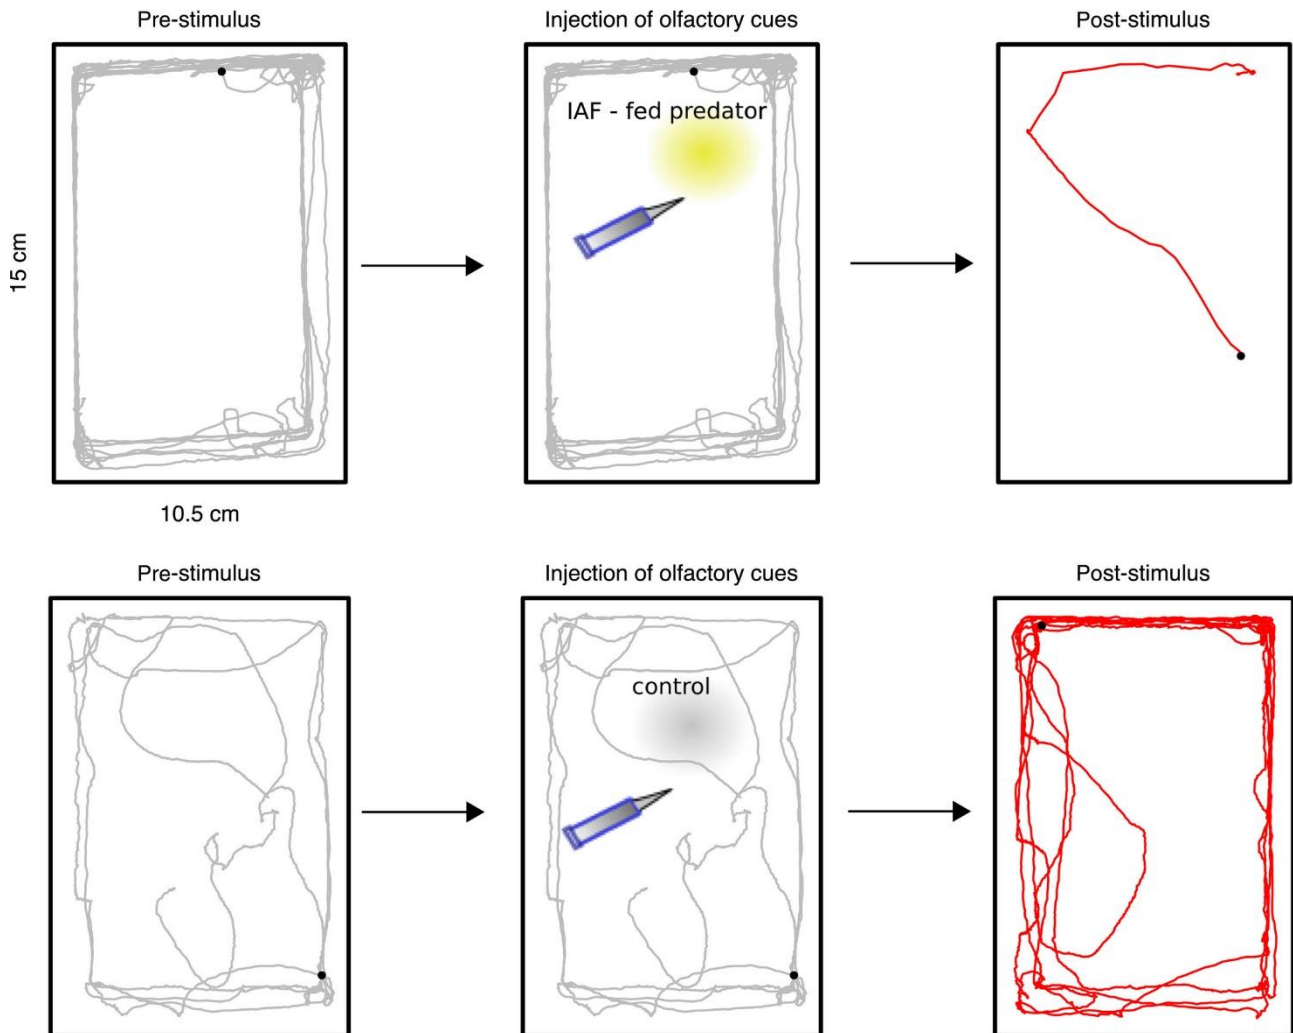 Pre-stimulus
Injection of olfactory cues
Post-stimulus
IAF - fed predator
15 cm
10.5 cm
Pre-stimulus
Injection of olfactory cues
Post-stimulus
control